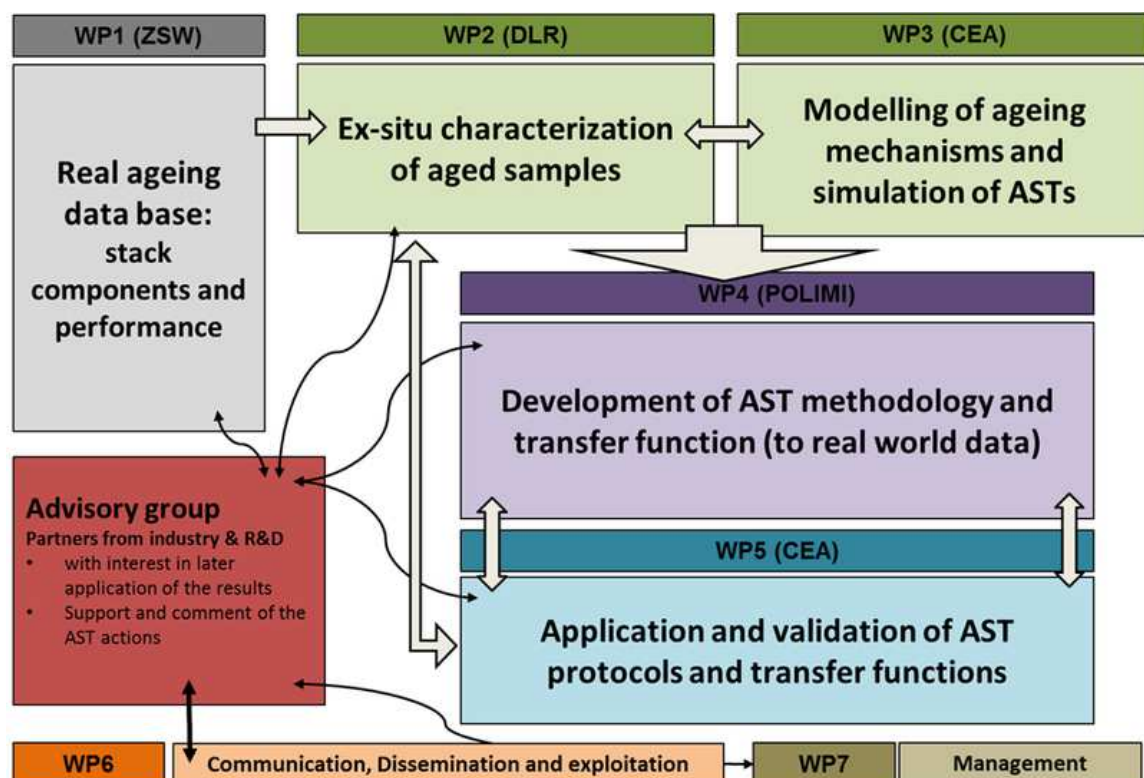 WP1 (ZSW)
Real ageing
data base:
stack
components and
performance
WP2 (DLR)
Ex-situ characterization
of aged samples
WP3 (CEA)
Modelling of ageing
mechanisms and
simulation of ASTs
WP4 (POLIMI)
Development of AST methodology and
transfer function (to real world data)
Advisory group
Partners from industry & R&D
• with interest in later
application of the results
• Support and comment of the
AST actions
WP5 (CEA)
Application and validation of AST
protocols and transfer functions
WP6
Communication, Dissemination and exploitation
WP7
Management